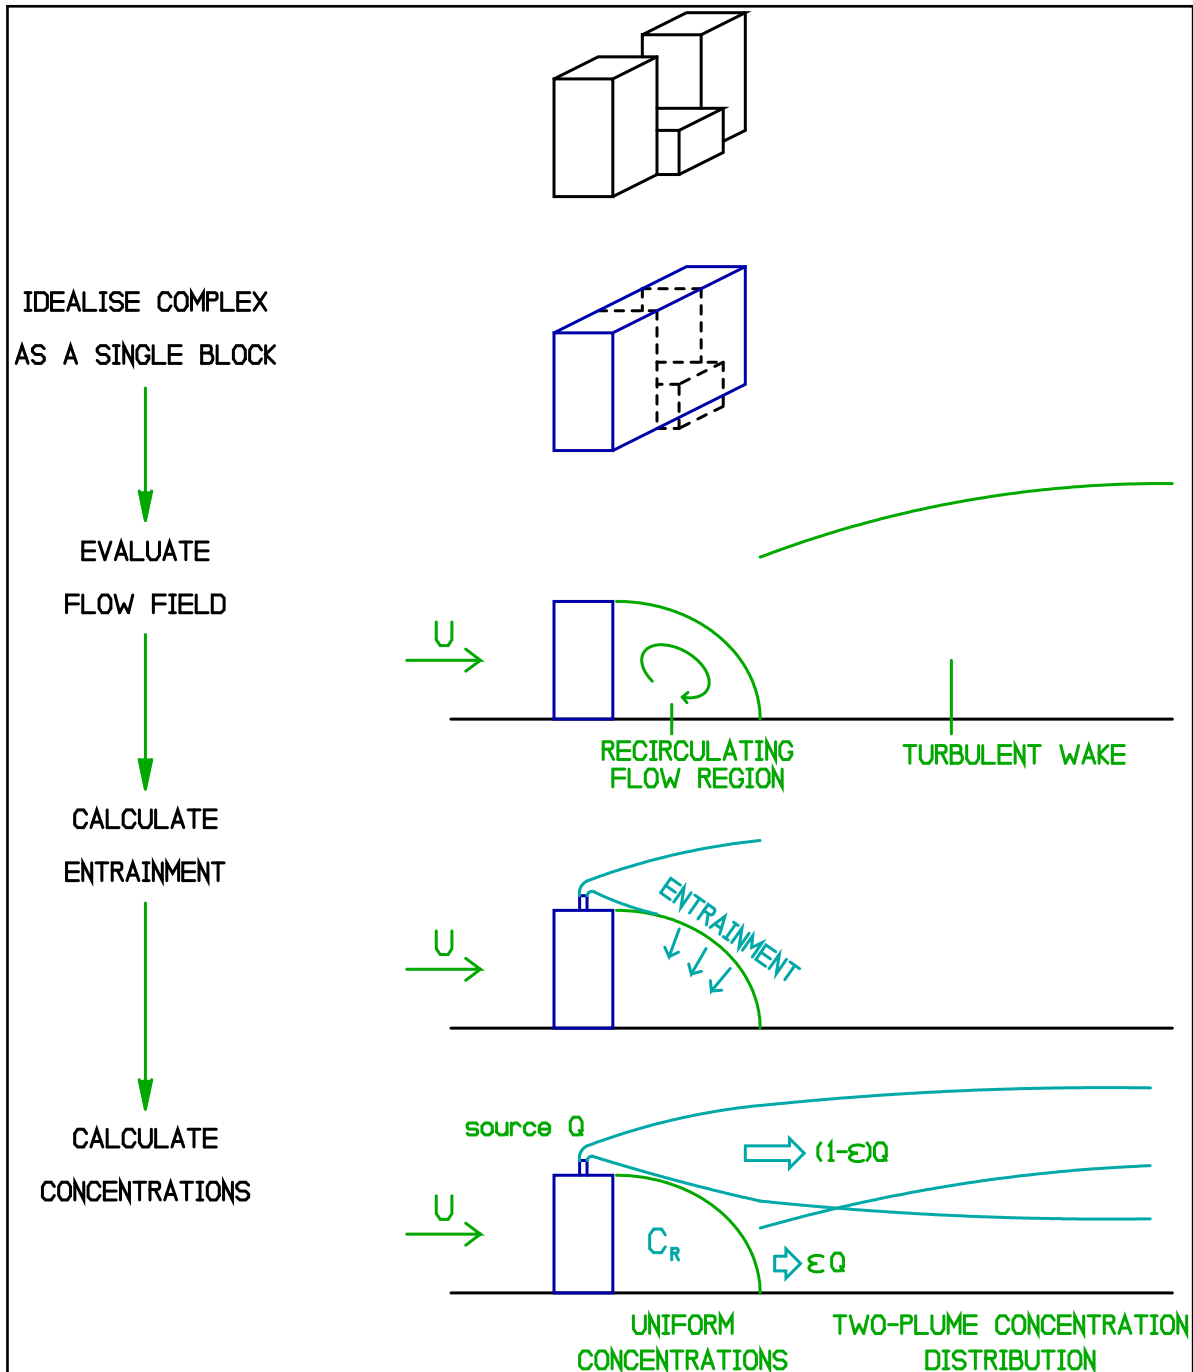 IDEALISE COMPLEX
AS A SINGLE BLOCK
EVALUATE
FLOW FIELD
U
RECIRCULATING
FLOW REGION
TURBULENT WAKE
CALCULATE
ENTRAINMENT
ENTRAINMENT
U
CALCULATE
CONCENTRATIONS
source Q
(1-ε)Q
U
C_R
εQ
UNIFORM
CONCENTRATIONS
TWO-PLUME CONCENTRATION
DISTRIBUTION